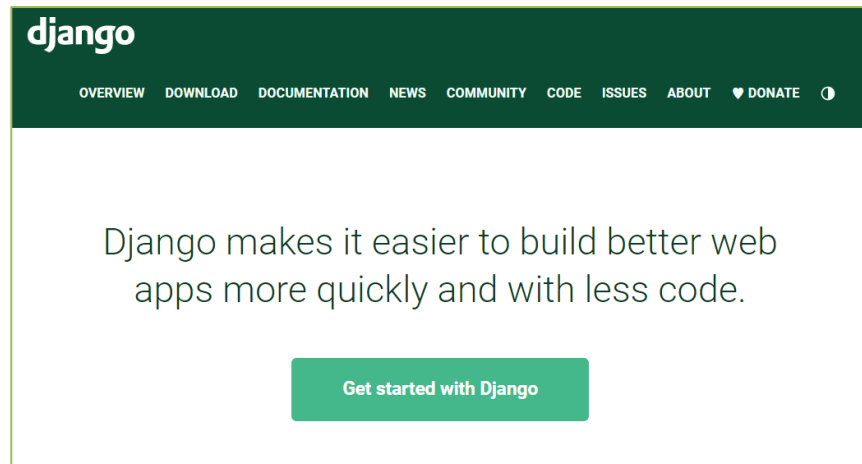 django
OVERVIEW DOWNLOAD DOCUMENTATION NEWS COMMUNITY CODE ISSUES ABOUT ♥ DONATE
Django makes it easier to build better web
apps more quickly and with less code.
Get started with Django